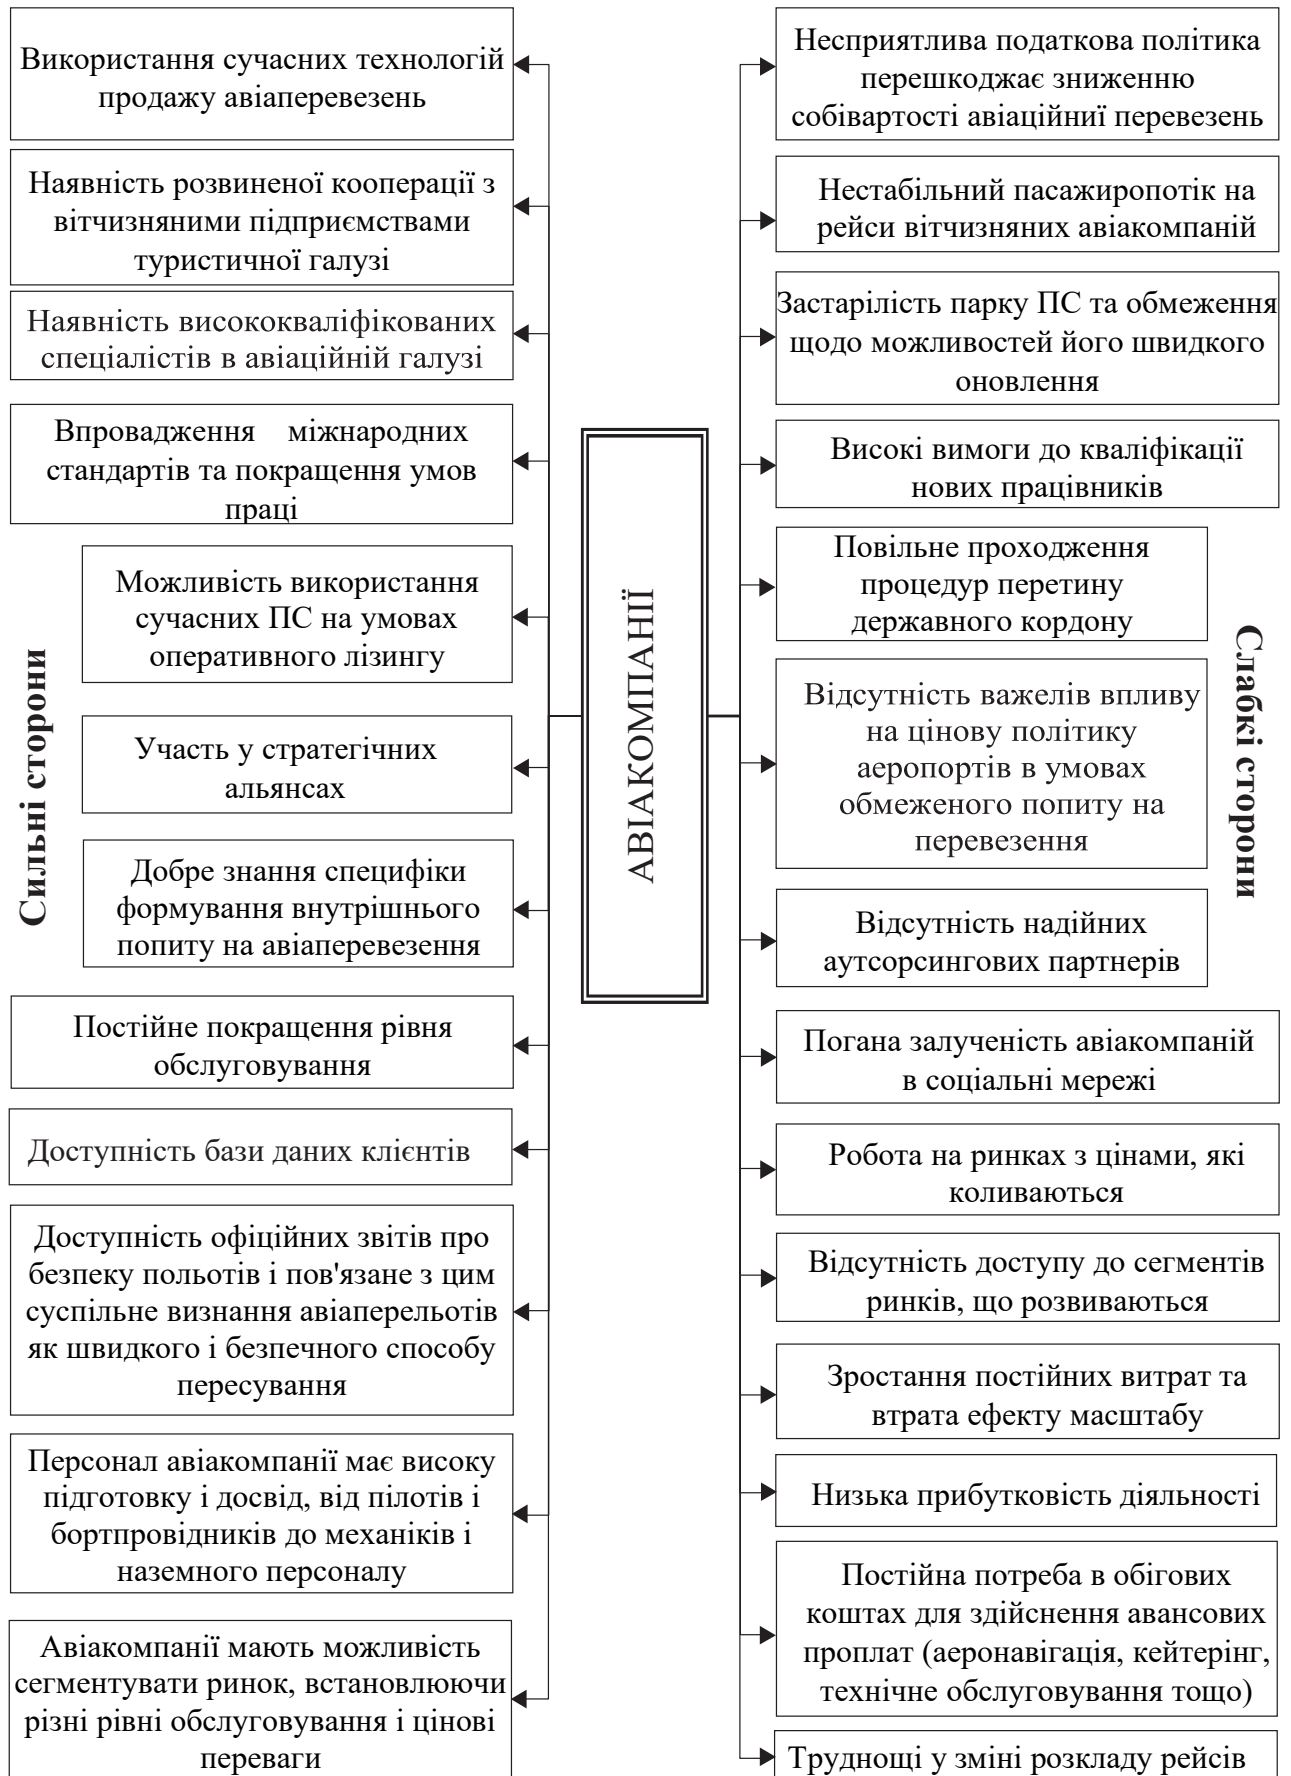 Сильні сторони
Використання сучасних технологій
продажу авіаперевезень
Наявність розвиненої кооперації з
вітчизняними підприємствами
туристичної галузі
Наявність висококваліфікованих
спеціалістів в авіаційній галузі
Впровадження міжнародних
стандартів та покращення умов
праці
Можливість використання
сучасних ПС на умовах
оперативного лізингу
Участь у стратегічних
альянсах
Добре знання специфіки
формування внутрішнього
попиту на авіаперевезення
Постійне покращення рівня
обслуговування
Доступність бази даних клієнтів
Доступність офіційних звітів про
безпеку польотів і пов'язане з цим
суспільне визнання авіаперельотів
як швидкого і безпечного способу
пересування
Персонал авіакомпанії має високу
підготовку і досвід, від пілотів і
бортпровідників до механіків і
наземного персоналу
Авіакомпанії мають можливість
сегментувати ринок, встановлюючи
різні рівні обслуговування і цінові
переваги
АВІАКОМПАНІЇ
Несприятлива податкова політика
перешкоджає зниженню
собівартості авіаційниї перевезень
Нестабільний пасажиропотік на
рейси вітчизняних авіакомпаній
Застарілість парку ПС та обмеження
щодо можливостей його швидкого
оновлення
Високі вимоги до кваліфікації
нових працівників
Повільне проходження
процедур перетину
державного кордону
Відсутність важелів впливу
на цінову політику
аеропортів в умовах
обмеженого попиту на
перевезення
Відсутність надійних
аутсорсингових партнерів
Погана залученість авіакомпаній
в соціальні мережі
Робота на ринках з цінами, які
коливаються
Відсутність доступу до сегментів
ринків, що розвиваються
Зростання постійних витрат та
втрата ефекту масштабу
Низька прибутковість діяльності
Постійна потреба в обігових
коштах для здійснення авансових
проплат (аеронавігація, кейтерінг,
технічне обслуговування тощо)
Труднощі у зміні розкладу рейсів
Слабкі сторони